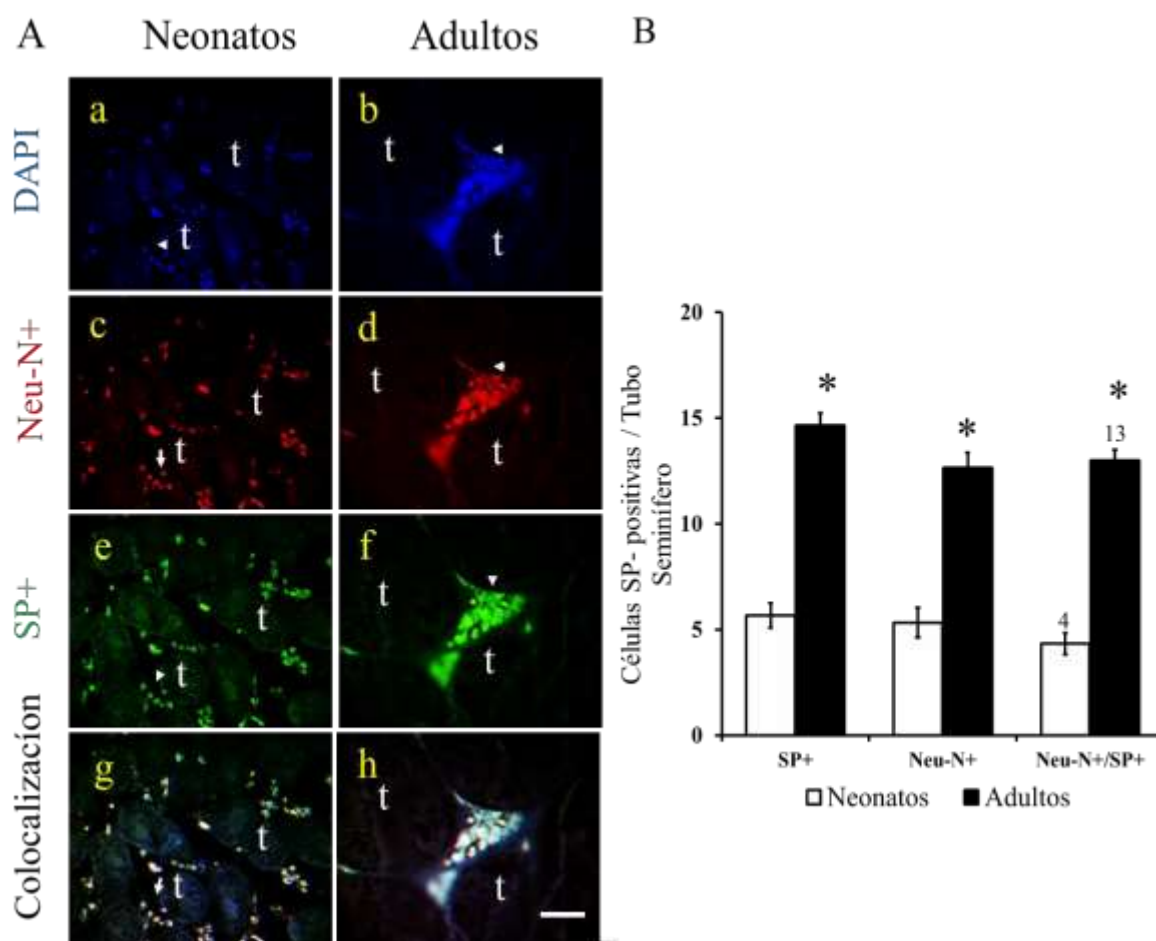 A
Neonatos
Adultos
B
DAPI
a
t
t
b
t
t
Neu-N+
c
t
t
d
t
t
SP+
e
t
t
f
t
t
Colocalizacíon
g
t
t
h
t
t
Células SP- positivas / Tubo
Seminífero
20
15
10
5
0
*
*
*
13
4
SP+
Neu-N+
Neu-N+/SP+
Neonatos
Adultos